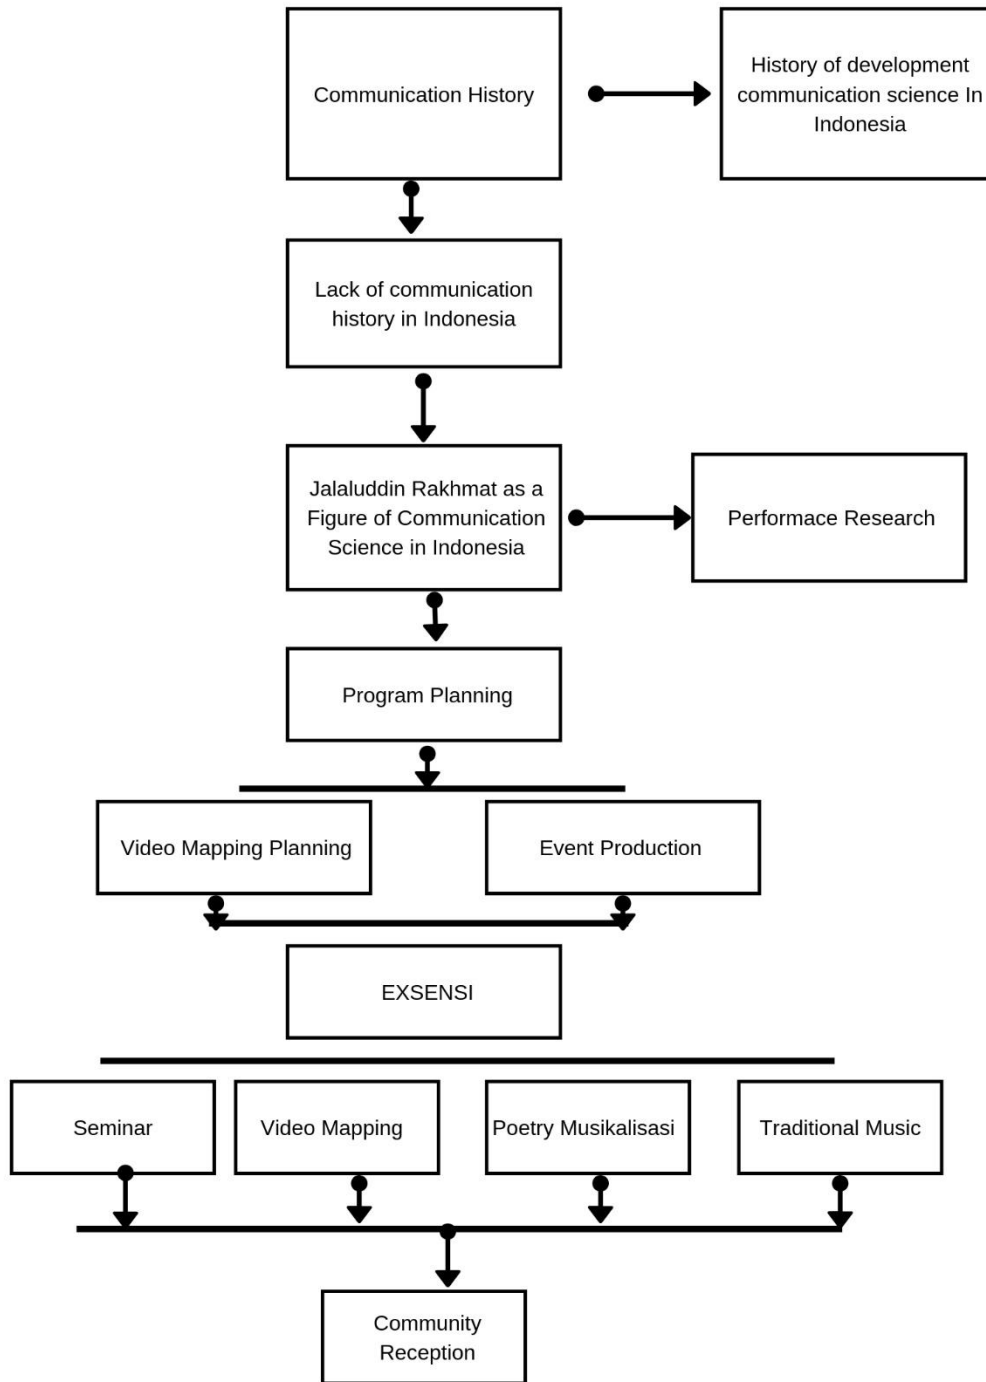 Communication History
History of development
communication science In
Indonesia
Lack of communication
history in Indonesia
Jalaluddin Rakhmat as a
Figure of Communication
Science in Indonesia
Performace Research
Program Planning
Video Mapping Planning
Event Production
EXSENSI
Seminar
Video Mapping
Poetry Musikalisasi
Traditional Music
Community
Reception